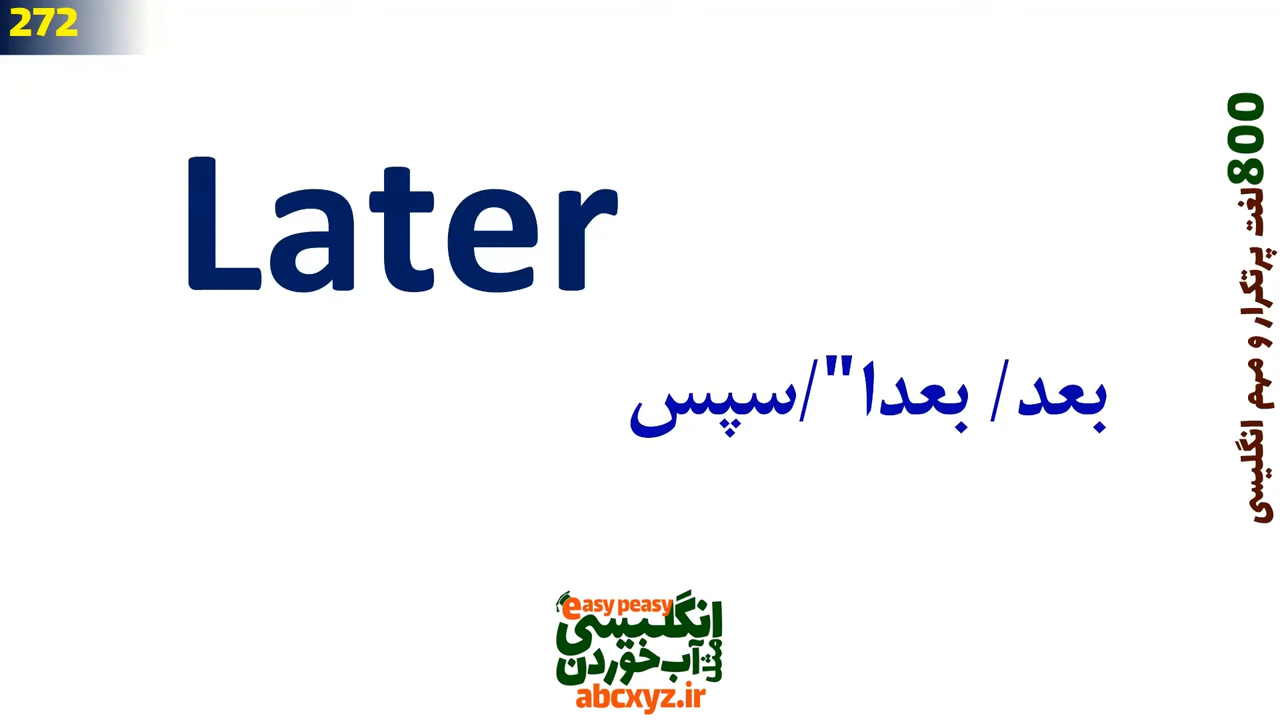 272
Later
بعد/ بعدا"/سپس
800 لغت پرتکرار و مهم انگلیسی
easy peasy
انگلیسی
مثل آب خوردن
abcxyz.ir